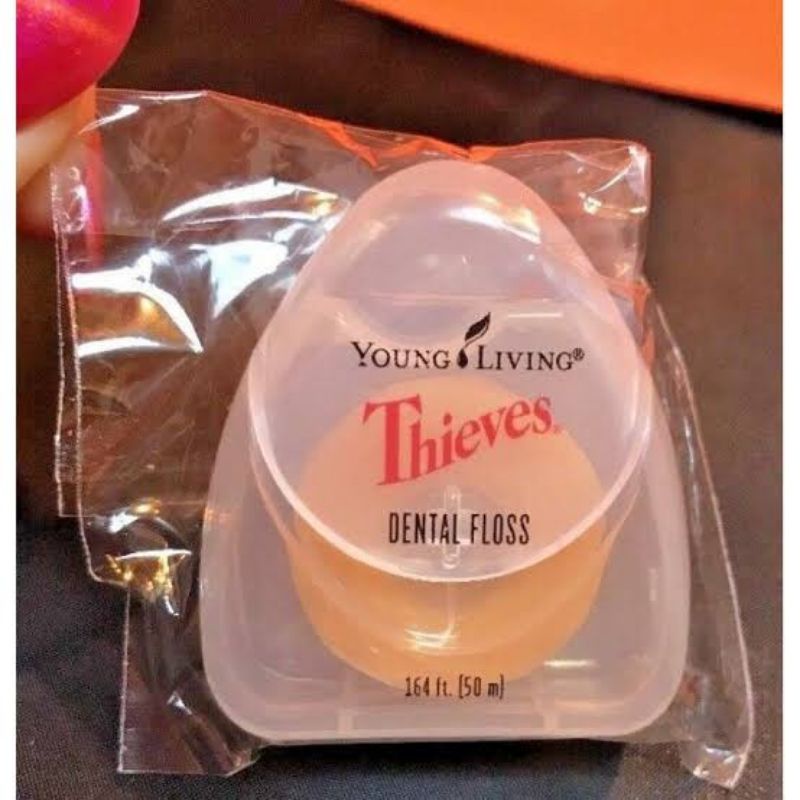 YOUNG LIVING®
Thieves®
DENTAL FLOSS
164 ft. (50 m)